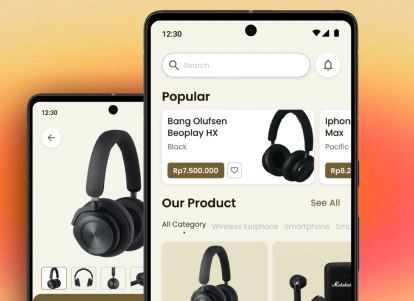 12:30
Search
Popular
Bang Olufsen
Beoplay HX
Black
Rp7.500.000
Iphon
Max
Pacific
Rp8.2
Our Product
See All
All Category
Wireless Earphone
Smartphone
Sma
Marshall
12:30